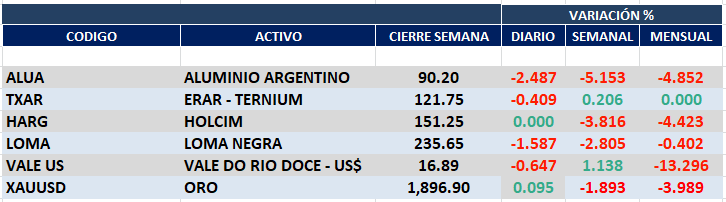 VARIACIÓN %
CODIGO ACTIVO CIERRE SEMANA DIARIO SEMANAL MENSUAL
ALUA ALUMINIO ARGENTINO 90.20 -2.487 -5.153 -4.852
TXAR ERAR - TERNIUM 121.75 -0.409 0.206 0.000
HARG HOLCIM 151.25 0.000 -3.816 -4.423
LOMA LOMA NEGRA 235.65 -1.587 -2.805 -0.402
VALE US VALE DO RIO DOCE - US$ 16.89 -0.647 1.138 -13.296
XAUUSD ORO 1,896.90 0.095 -1.893 -3.989